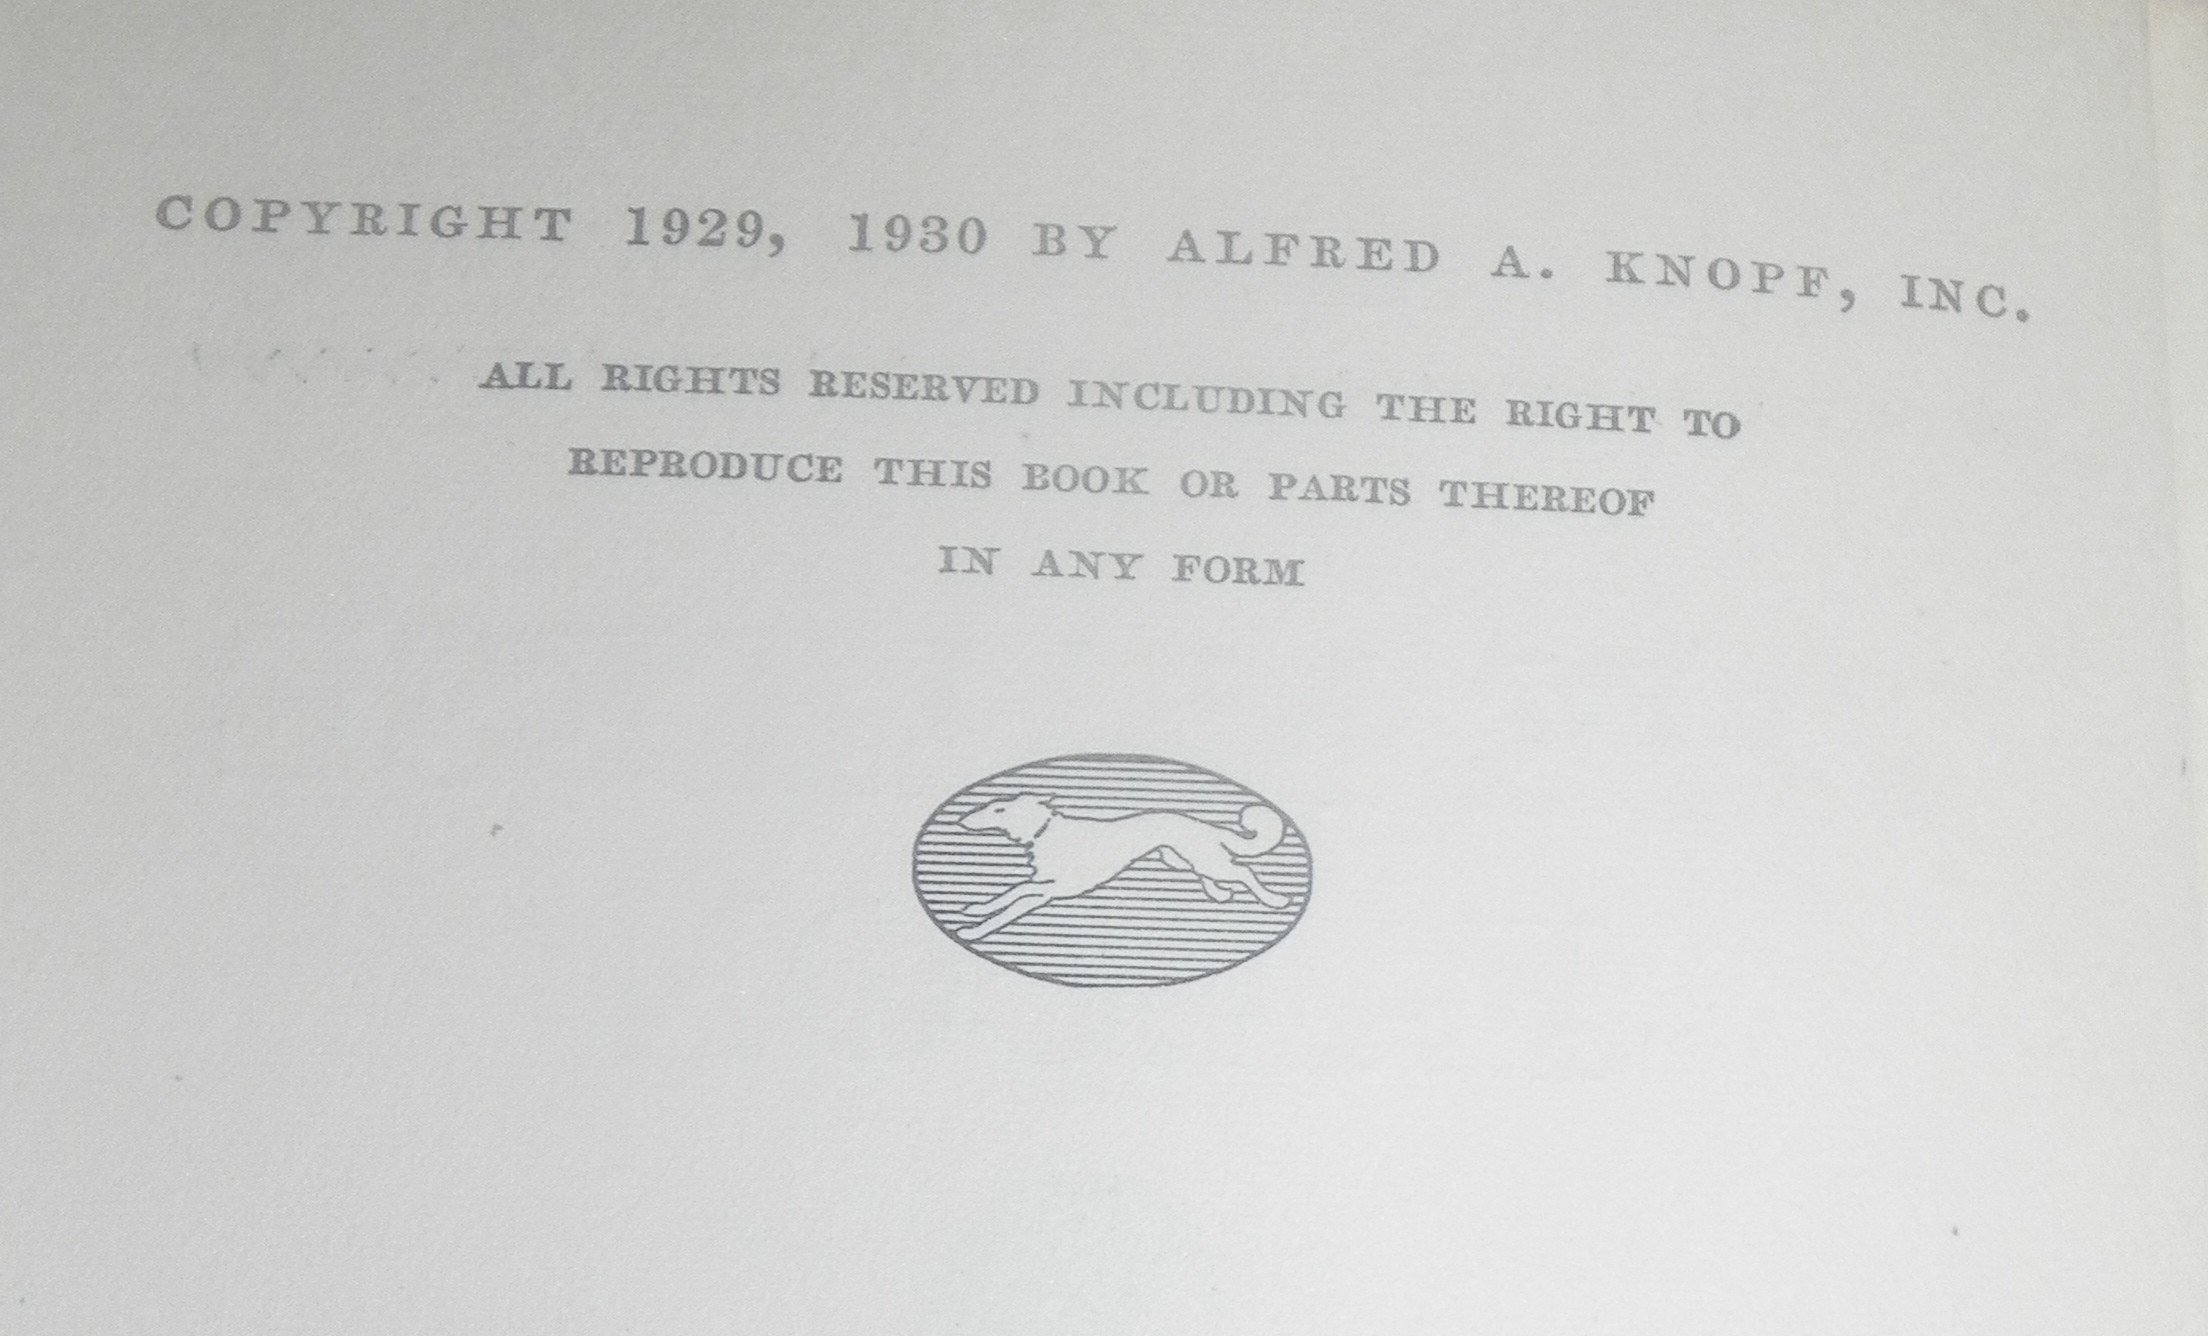 COPYRIGHT 1929, 1930 BY ALFRED A. KNOPF, INC.
ALL RIGHTS RESERVED INCLUDING THE RIGHT TO
REPRODUCE THIS BOOK OR PARTS THEREOF
IN ANY FORM